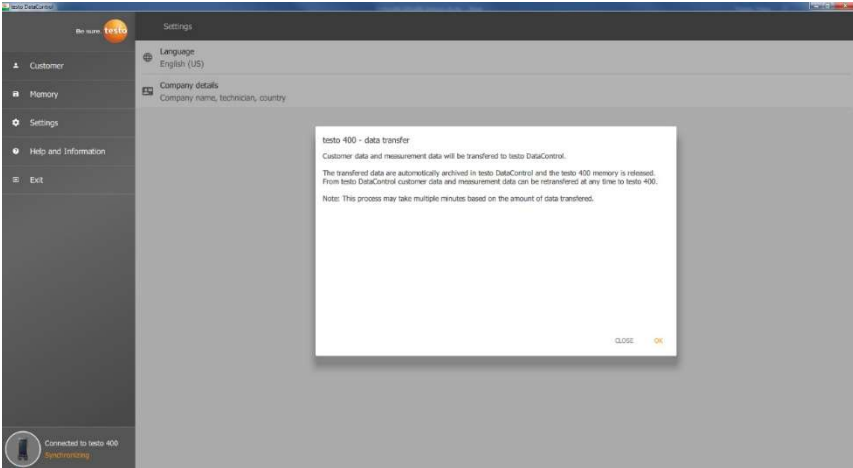 testo DataControl
Be sure. testo
Customer
Memory
Settings
Help and Information
Exit
Connected to testo 400
Synchronizing
Settings
Language
English (US)
Company details
Company name, technician, country
testo 400 - data transfer
Customer data and measurement data will be transfered to testo DataControl.
The transfered data are automatically archived in testo DataControl and the testo 400 memory is released.
From testo DataControl customer data and measurement data can be retransfered at any time to testo 400.
Note: This process may take multiple minutes based on the amount of data transfered.
CLOSE
OK